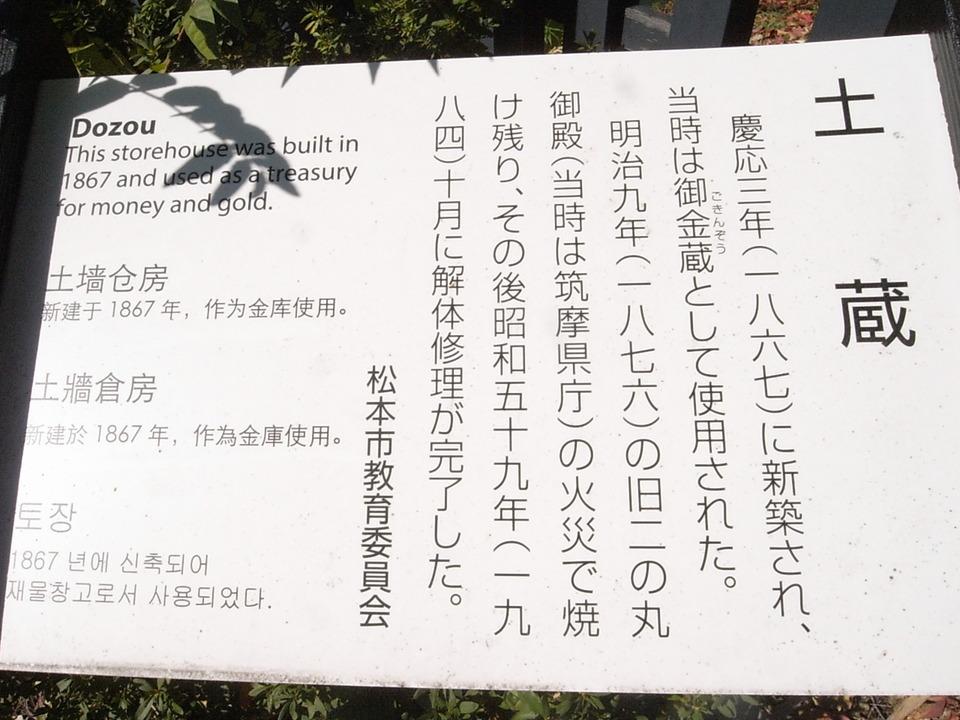 土蔵
慶応三年(一八六七)に新築され、
当時は御金蔵として使用された。
ごきんぞう
明治九年(一八七六)の旧二の丸
御殿(当時は筑摩県庁)の火災で焼
け残り、その後昭和五十九年(一九
八四)十月に解体修理が完了した。
松本市教育委員会
Dozou
This storehouse was built in
1867 and used as a treasury
for money and gold.
土墙仓房
新建于 1867 年，作为金库使用。
土牆倉房
新建於 1867 年，作為金庫使用。
토장
1867 년에 신축되어
재물창고로서 사용되었다.